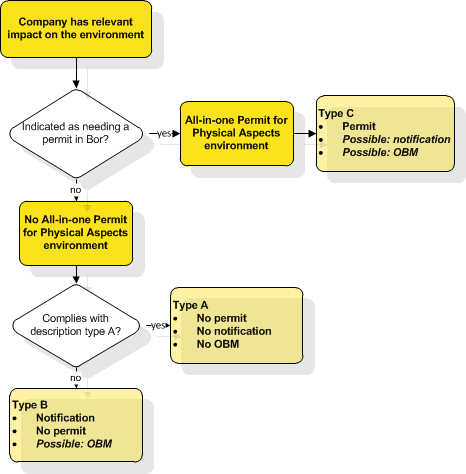 Company has relevant
impact on the environment
Indicated as needing a
permit in Bor?
yes
All-in-one Permit for
Physical Aspects
environment
Type C
• Permit
• Possible: notification
• Possible: OBM
no
No All-in-one Permit
for Physical Aspects
environment
Complies with
description type A?
yes
Type A
• No permit
• No notification
• No OBM
no
Type B
• Notification
• No permit
• Possible: OBM